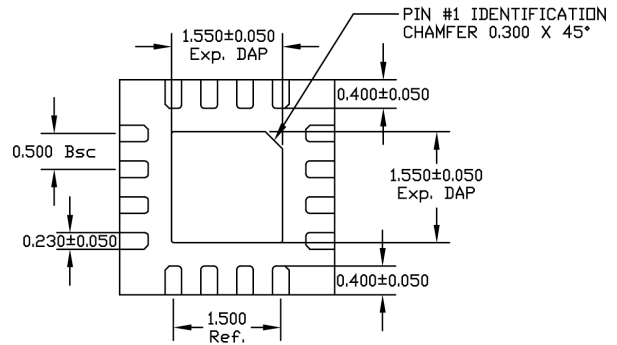 PIN #1 IDENTIFICATION
CHAMFER 0.300 X 45°
1.550±0.050
Exp. DAP
0.400±0.050
0.500 Bsc
1.550±0.050
Exp. DAP
0.230±0.050
0.400±0.050
1.500
Ref.